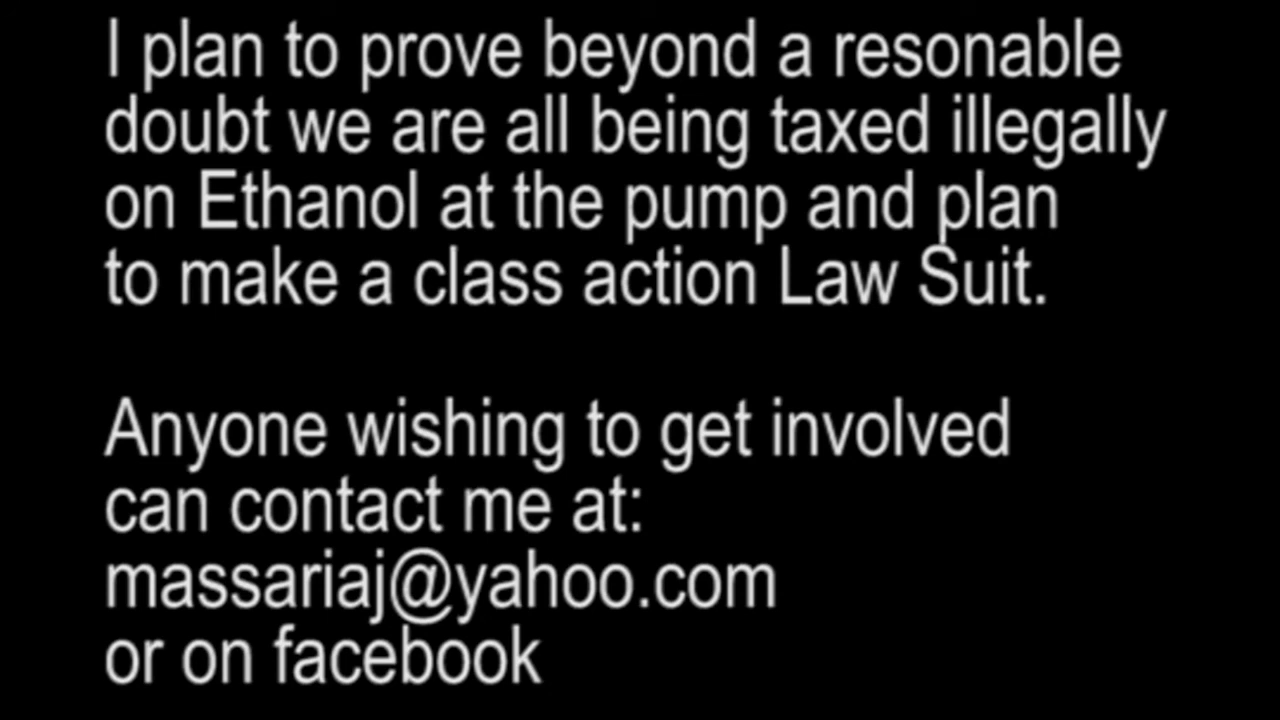 I plan to prove beyond a resonable
doubt we are all being taxed illegally
on Ethanol at the pump and plan
to make a class action Law Suit.
Anyone wishing to get involved
can contact me at:
massariaj@yahoo.com
or on facebook